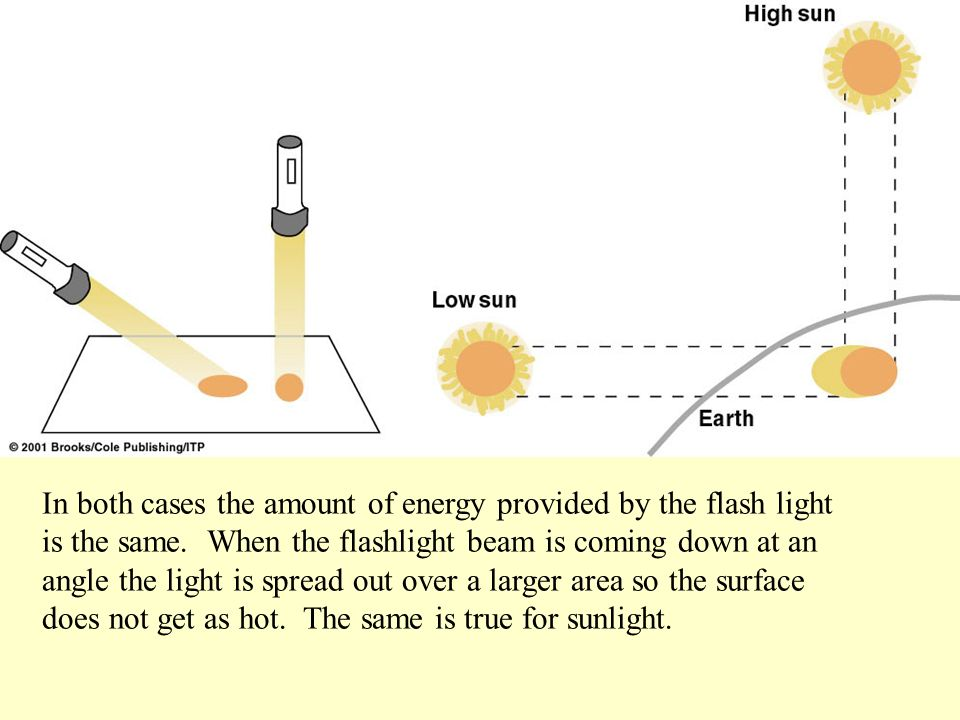 High sun
Low sun
Earth
© 2001 Brooks/Cole Publishing/ITP
In both cases the amount of energy provided by the flash light
is the same.  When the flashlight beam is coming down at an
angle the light is spread out over a larger area so the surface
does not get as hot.  The same is true for sunlight.